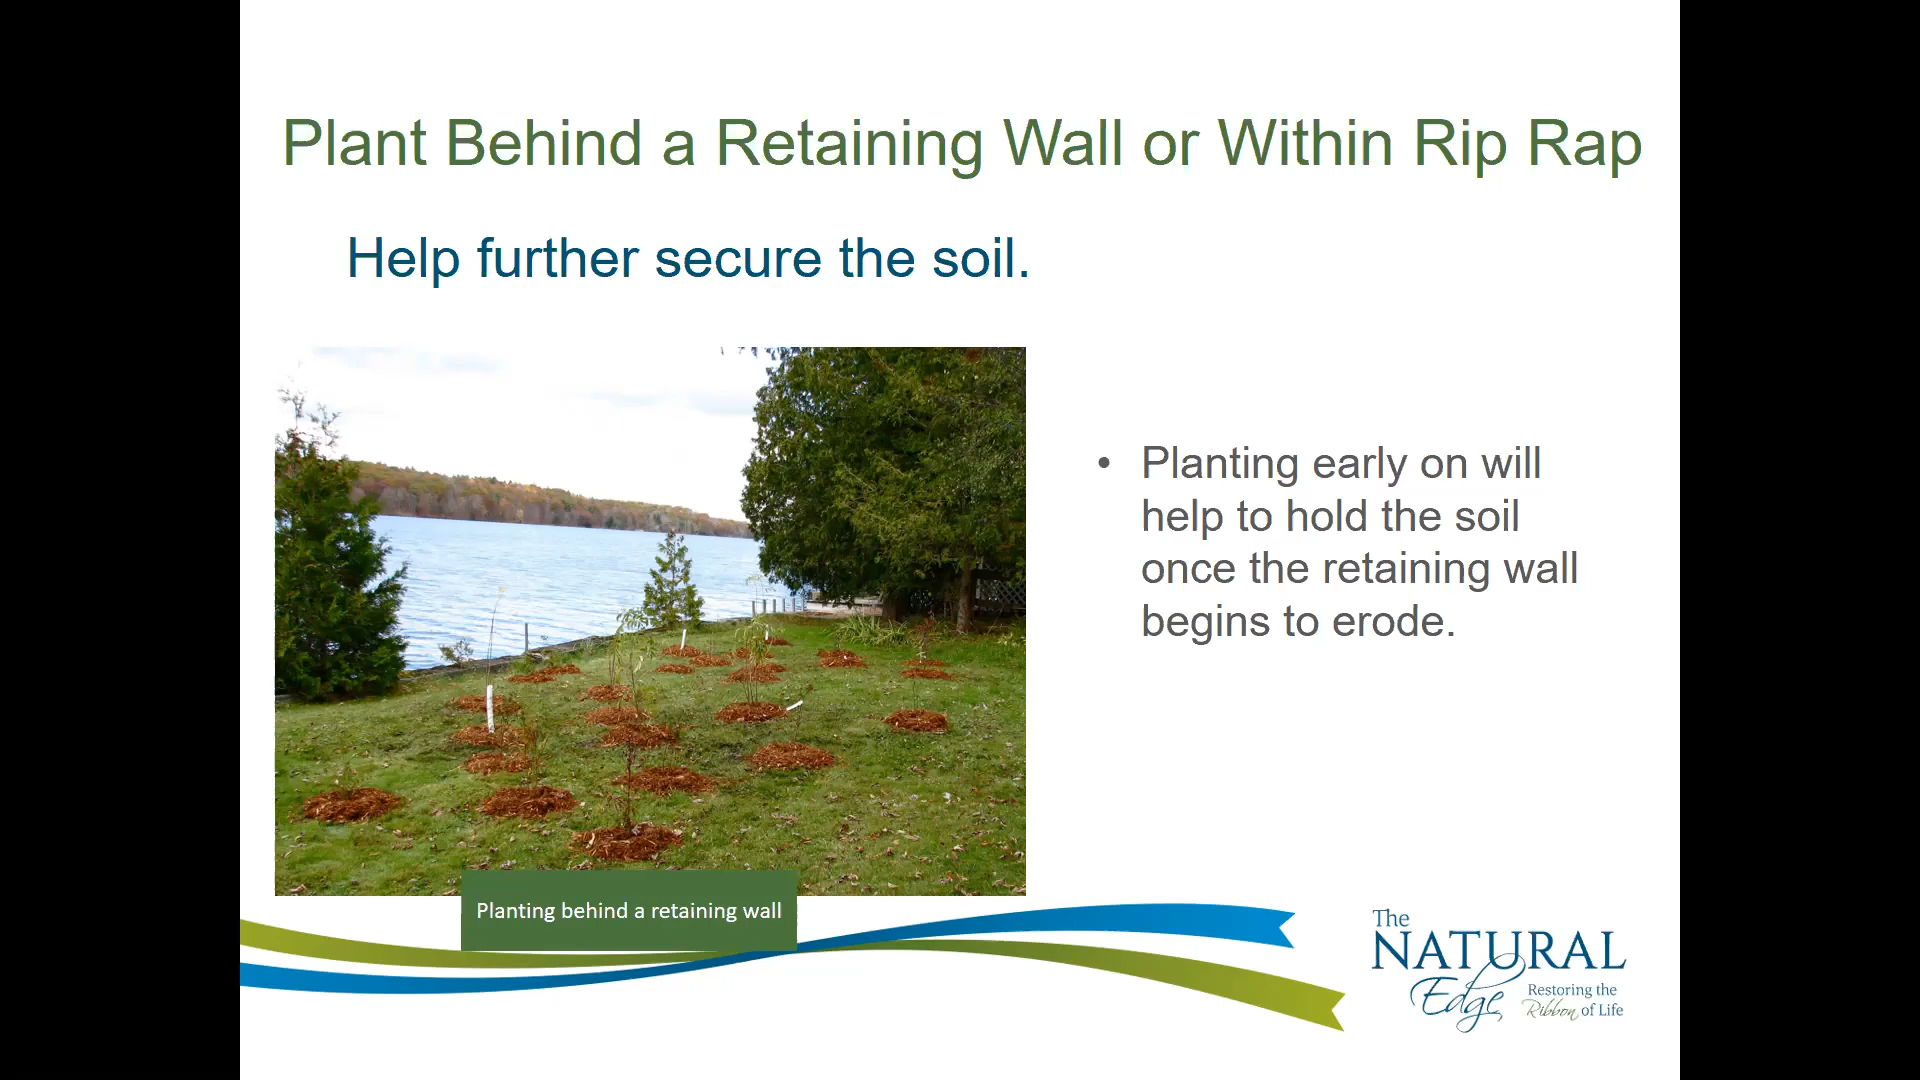 Plant Behind a Retaining Wall or Within Rip Rap
Help further secure the soil.
• Planting early on will
help to hold the soil
once the retaining wall
begins to erode.
Planting behind a retaining wall
The
NATURAL
Edge
Restoring the
Ribbon of Life